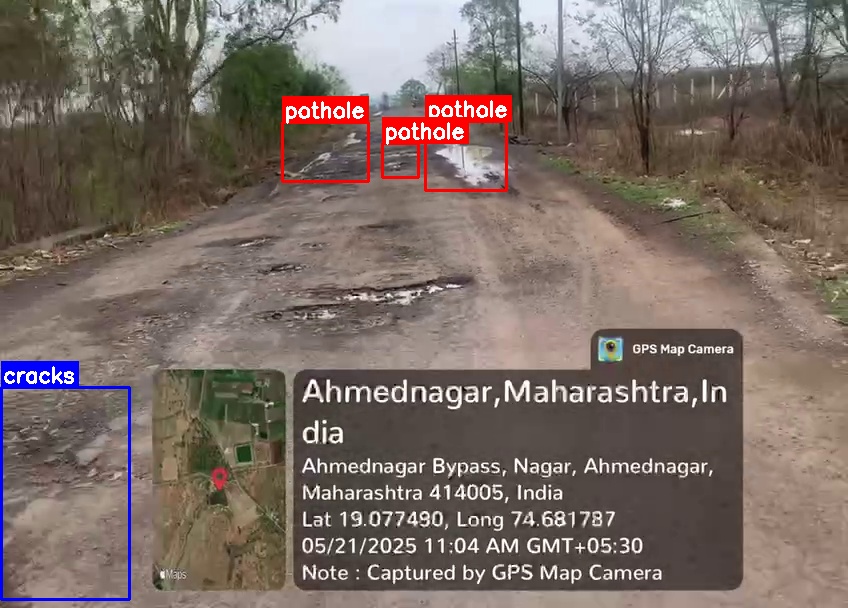 pothole
pothole
pothole
cracks
GPS Map Camera
Ahmednagar,Maharashtra,In
dia
Ahmednagar Bypass, Nagar, Ahmednagar,
Maharashtra 414005, India
Lat 19.077480, Long 74.681787
05/21/2025 11:04 AM GMT+05:30
Note : Captured by GPS Map Camera
Maps